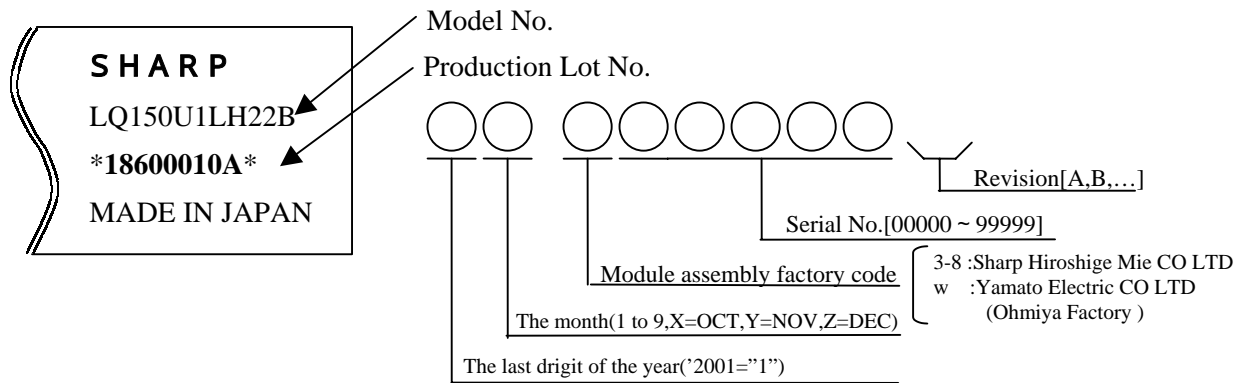 Model No.
SHARP
Production Lot No.
LQ150U1LH22B
*18600010A*
MADE IN JAPAN
Revision[A,B,…]
Serial No.[00000 ~ 99999]
Module assembly factory code
3-8 :Sharp Hiroshige Mie CO LTD
w :Yamato Electric CO LTD
(Ohmiya Factory )
The month(1 to 9,X=OCT,Y=NOV,Z=DEC)
The last drigit of the year('2001="1")